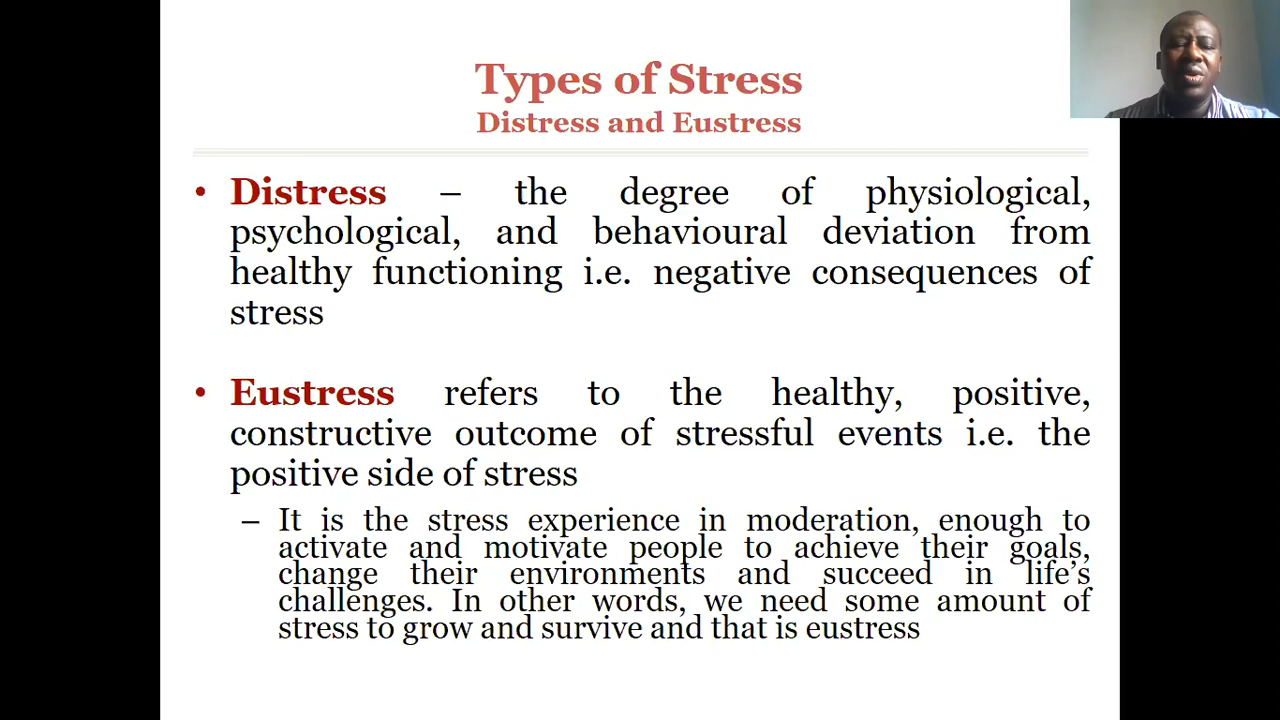 Types of Stress
Distress and Eustress
• Distress – the degree of physiological,
psychological, and behavioural deviation from
healthy functioning i.e. negative consequences of
stress
• Eustress refers to the healthy, positive,
constructive outcome of stressful events i.e. the
positive side of stress
– It is the stress experience in moderation, enough to
activate and motivate people to achieve their goals,
change their environments and succeed in life's
challenges. In other words, we need some amount of
stress to grow and survive and that is eustress